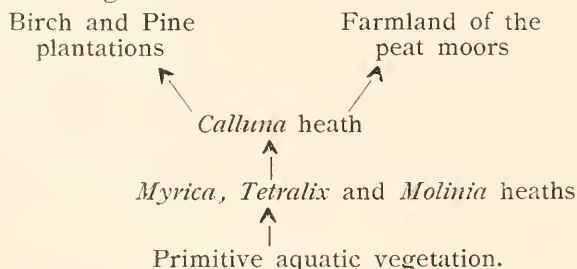 Birch and Pine
plantations
Farmland of the
peat moors
Calluna heath
Myrica, Tetralix and Molinia heaths
Primitive aquatic vegetation.